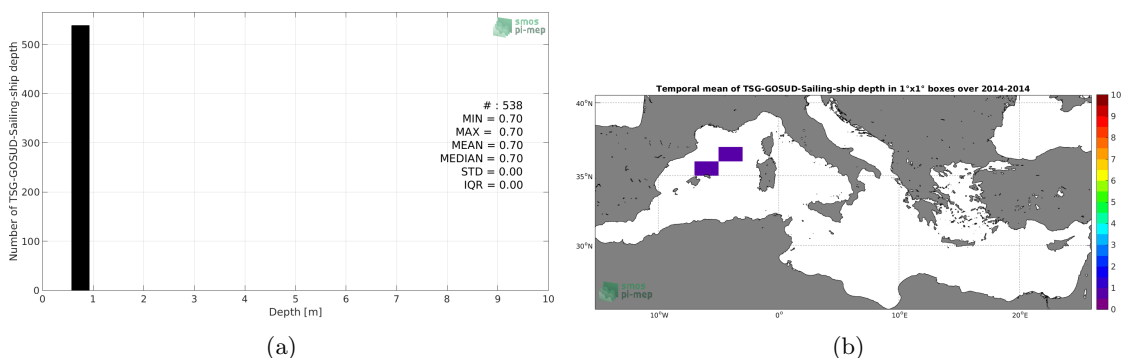 Number of TSG-GOSUD-Sailing-ship depth
500
400
300
200
100
0
0 1 2 3 4 5 6 7 8 9 10
Depth [m]
smos
pi-mep
# : 538
MIN = 0.70
MAX = 0.70
MEAN = 0.70
MEDIAN = 0.70
STD = 0.00
IQR = 0.00
(a)
Temporal mean of TSG-GOSUD-Sailing-ship depth in 1°x1° boxes over 2014-2014
40°N
35°N
30°N
10°W 0° 10°E 20°E
smos
pi-mep
10
9
8
7
6
5
4
3
2
1
0
(b)